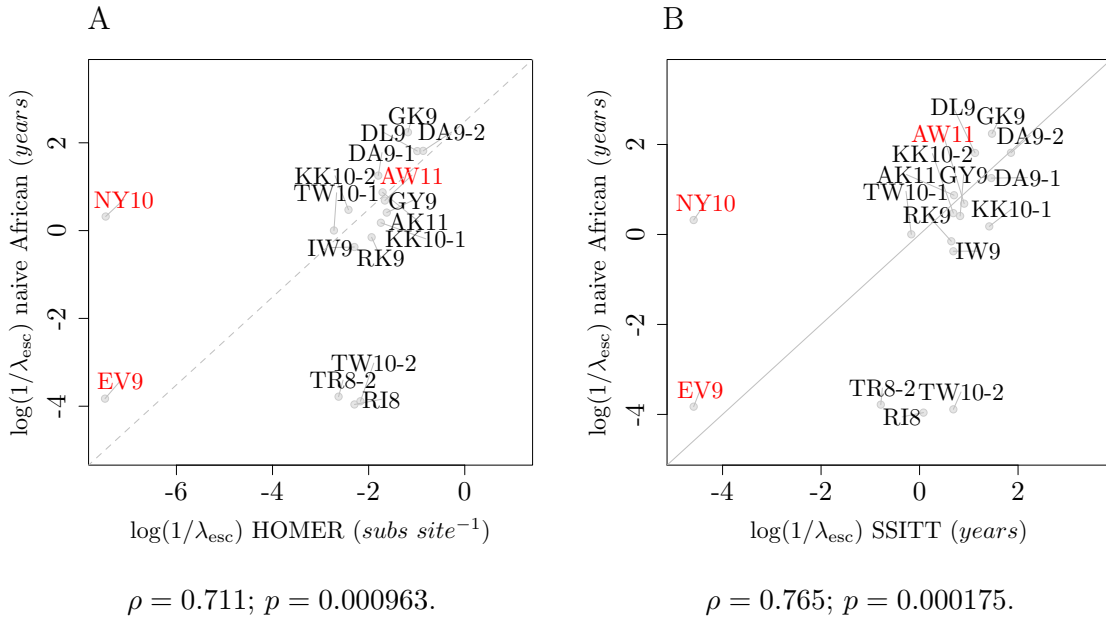 A
log(1/λesc) naive African (years)
2
0
-2
-4
GK9
DL9
DA9-2
DA9-1
KK10-2
AW11
TW10-1
NY10
GY9
AK11
KK10-1
IW9
RK9
TW10-2
EV9
TR8-2
RI8
-6
-4
-2
0
log(1/λesc) HOMER (subs site⁻¹)
ρ = 0.711; p = 0.000963.
B
log(1/λesc) naive African (years)
2
0
-2
-4
DL9
GK9
AW11
DA9-2
KK10-2
AK11
GY9
DA9-1
TW10-1
NY10
RK9
KK10-1
IW9
EV9
TR8-2
TW10-2
RI8
-4
-2
0
2
log(1/λesc) SSITT (years)
ρ = 0.765; p = 0.000175.